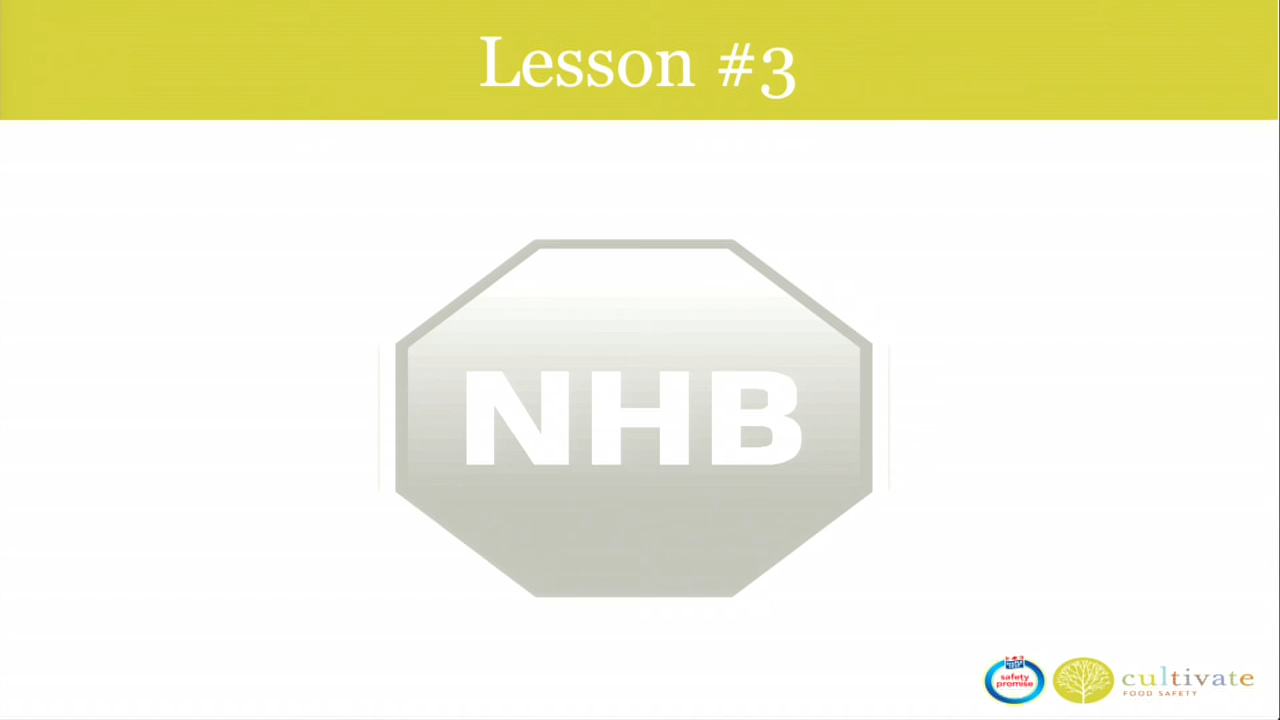 Lesson #3
NHB
safety
promise
cultivate
FOOD SAFETY